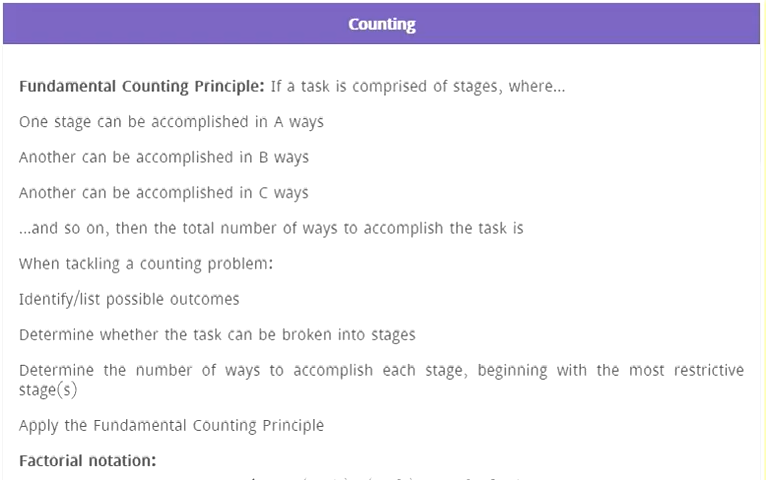 Counting
Fundamental Counting Principle: If a task is comprised of stages, where...
One stage can be accomplished in A ways
Another can be accomplished in B ways
Another can be accomplished in C ways
...and so on, then the total number of ways to accomplish the task is
When tackling a counting problem:
Identify/list possible outcomes
Determine whether the task can be broken into stages
Determine the number of ways to accomplish each stage, beginning with the most restrictive
stage(s)
Apply the Fundamental Counting Principle
Factorial notation: